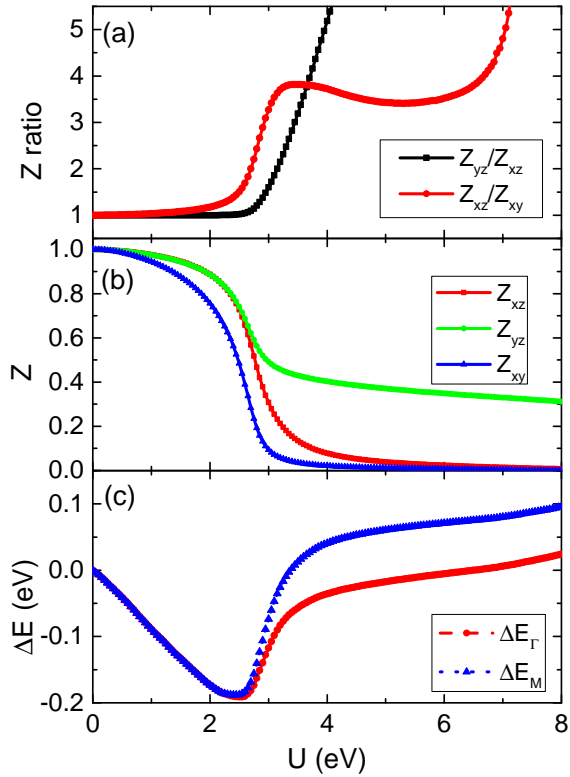 (a)
Z ratio
5
4
3
2
1
Z_yz/Z_xz
Z_xz/Z_xy
(b)
Z
1.0
0.8
0.6
0.4
0.2
0.0
Z_xz
Z_yz
Z_xy
(c)
ΔE (eV)
0.1
0.0
-0.1
-0.2
ΔE_Γ
ΔE_M
0 2 4 6 8
U (eV)